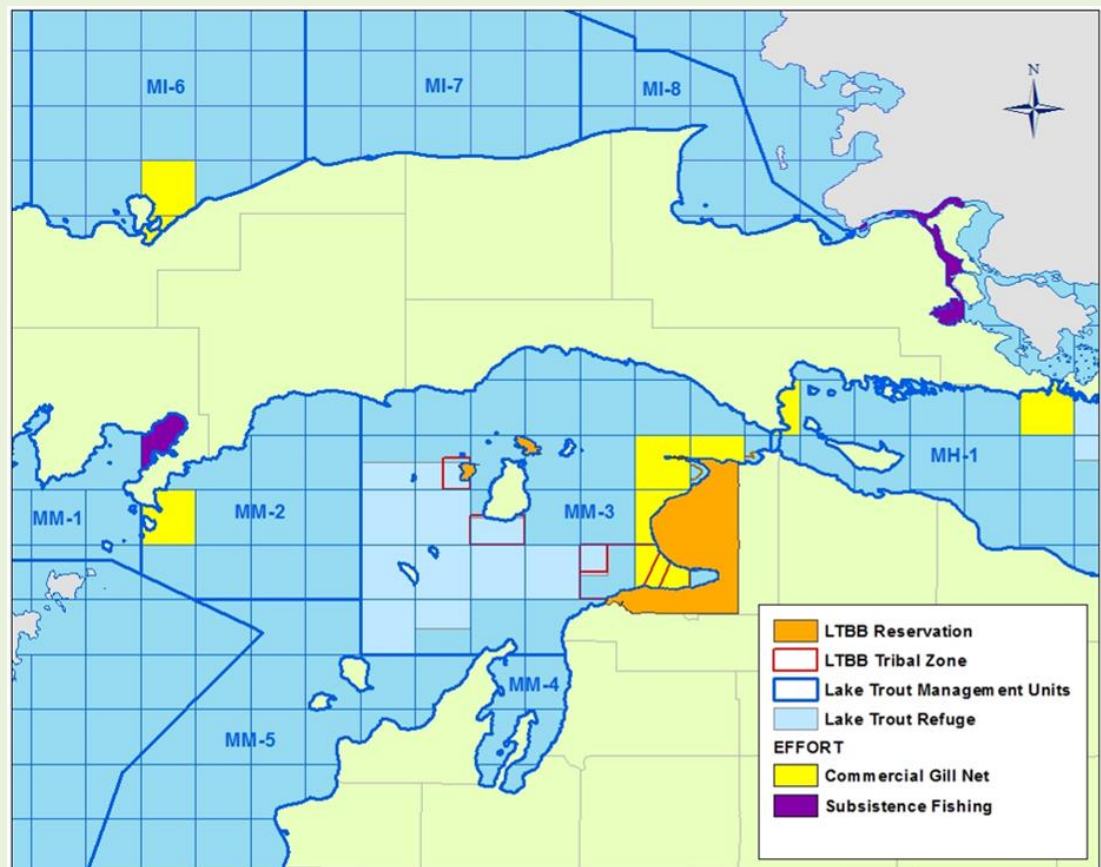 MI-6
MI-7
MI-8
N
MM-1
MM-2
MM-3
MH-1
MM-4
MM-5
LTBB Reservation
LTBB Tribal Zone
Lake Trout Management Units
Lake Trout Refuge
EFFORT
Commercial Gill Net
Subsistence Fishing